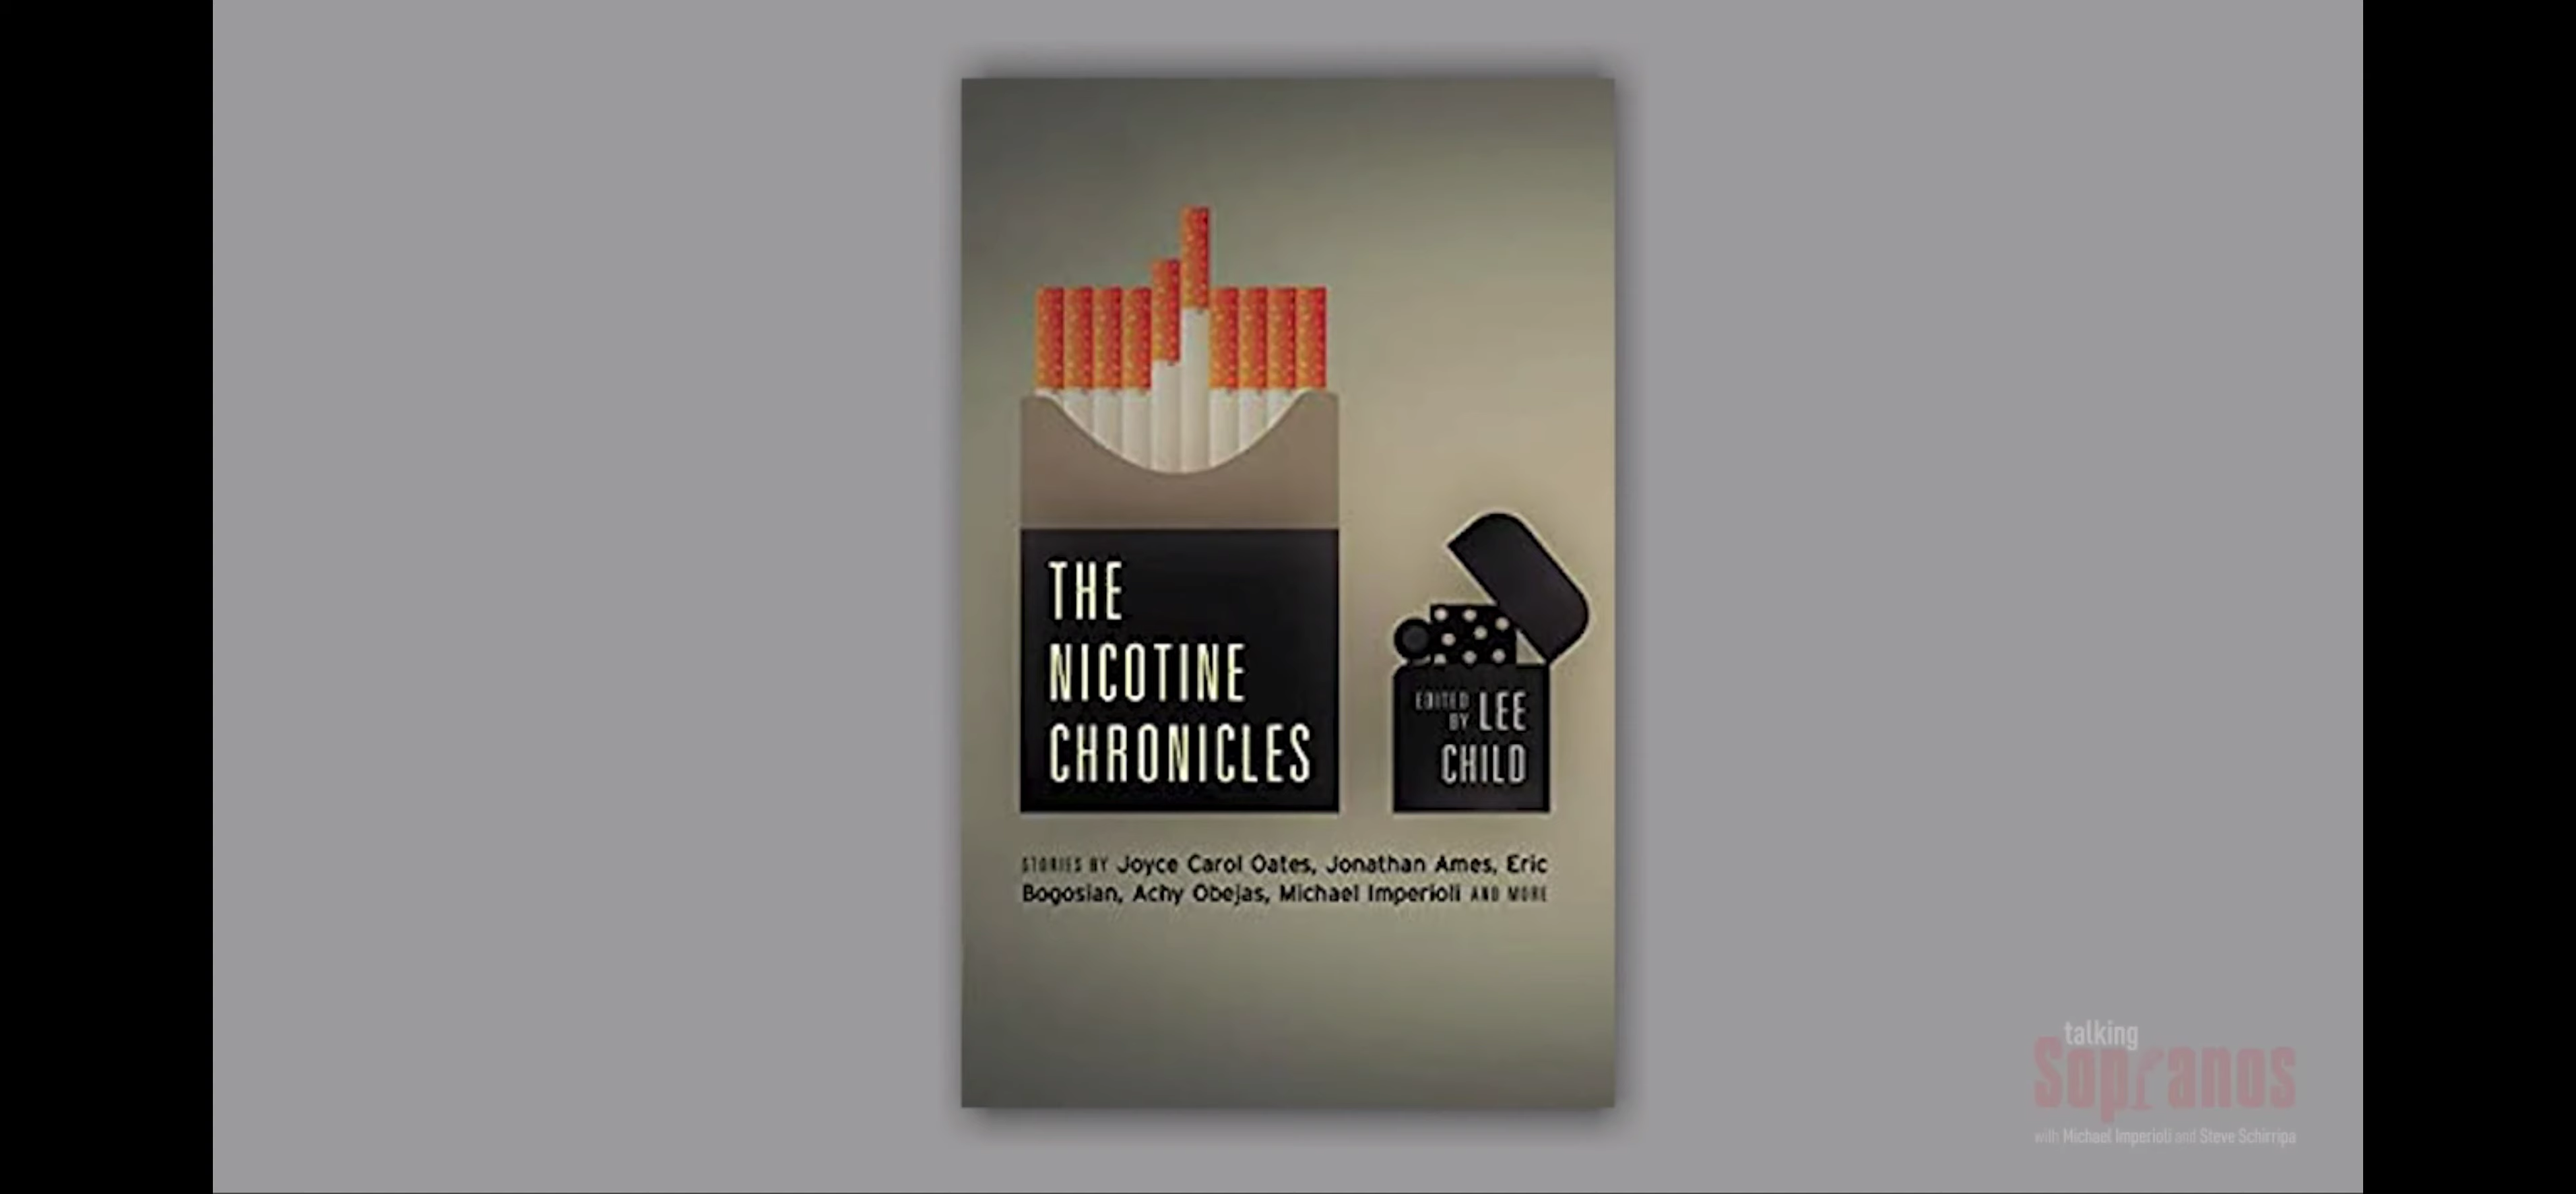 THE
NICOTINE
CHRONICLES
EDITED
BY LEE
CHILD
STORIES BY Joyce Carol Oates, Jonathan Ames, Eric
Bogosian, Achy Obejas, Michael Imperioli AND MORE
talking
Sopranos
with Michael Imperioli and Steve Schirripa